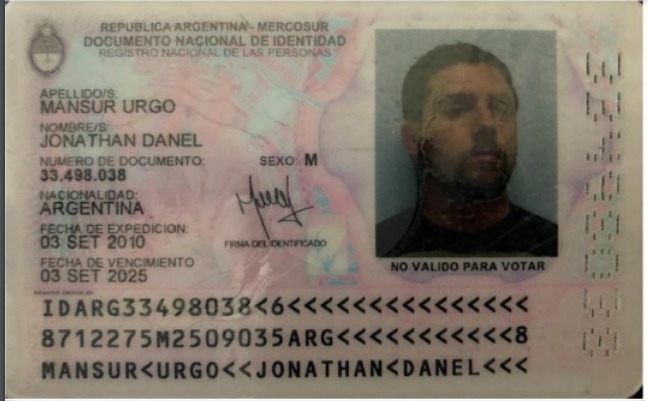 REPUBLICA ARGENTINA - MERCOSUR
DOCUMENTO NACIONAL DE IDENTIDAD
REGISTRO NACIONAL DE LAS PERSONAS
APELLIDO/S:
MANSUR URGO
NOMBRE/S:
JONATHAN DANEL
NUMERO DE DOCUMENTO: SEXO: M
33.498.038
NACIONALIDAD:
ARGENTINA
FECHA DE EXPEDICION:
03 SET 2010
FIRMA DEL IDENTIFICADO
FECHA DE VENCIMIENTO
03 SET 2025
NO VALIDO PARA VOTAR
IDARG33498038<6<<<<<<<<<<<<<<<
8712275M2509035ARG<<<<<<<<<<<8
MANSUR<URGO<<JONATHAN<DANEL<<<